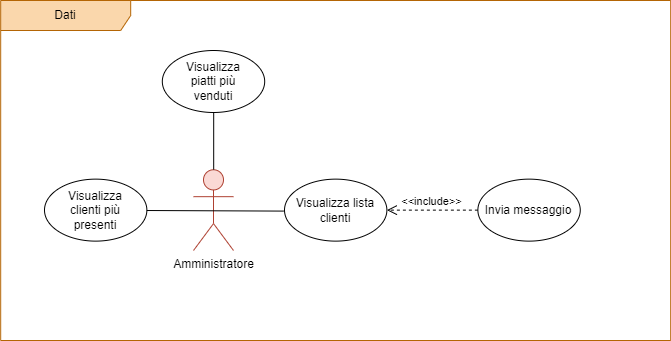 Dati
Visualizza
piatti più
venduti
Visualizza
clienti più
presenti
Visualizza lista
clienti
<<include>>
Invia messaggio
Amministratore